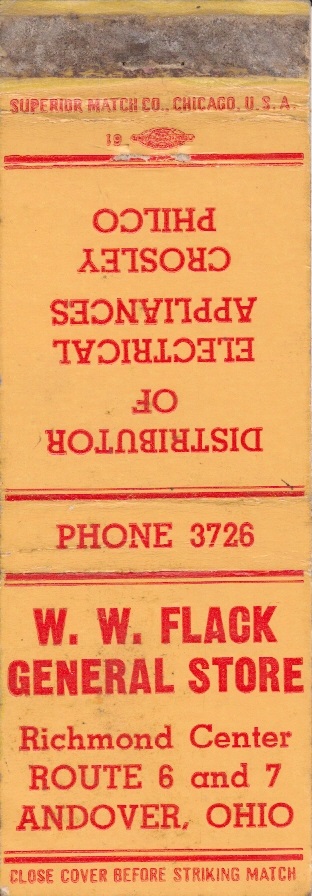 SUPERIOR MATCH CO., CHICAGO, U.S.A.
19
DISTRIBUTOR
OF
ELECTRICAL
APPLIANCES
CROSLEY
PHILCO
PHONE 3726
W. W. FLACK
GENERAL STORE
Richmond Center
ROUTE 6 and 7
ANDOVER, OHIO
CLOSE COVER BEFORE STRIKING MATCH